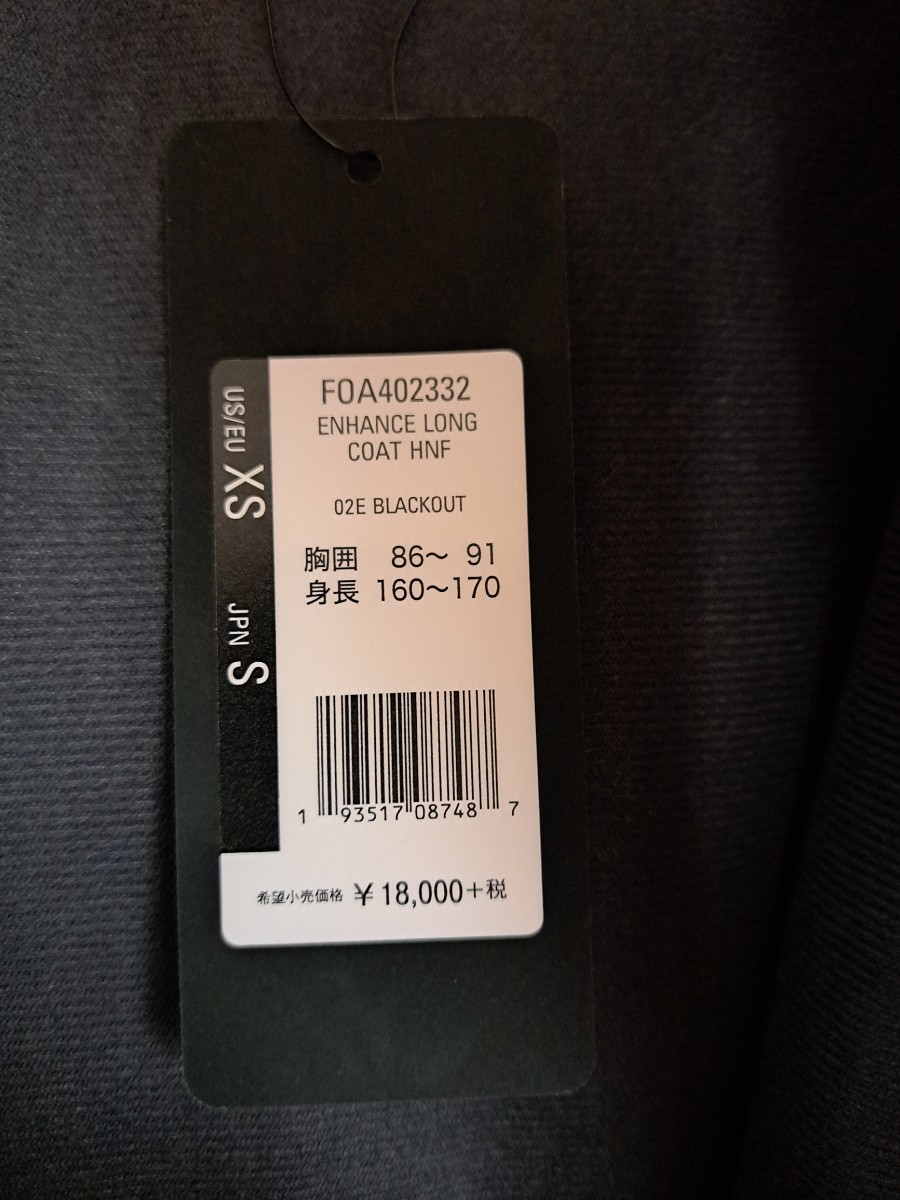 US/EU XS
JPN S
FOA402332
ENHANCE LONG
COAT HNF
02E BLACKOUT
胸囲 86〜 91
身長 160〜170
1 93517 08748 7
希望小売価格 ¥ 18,000+税